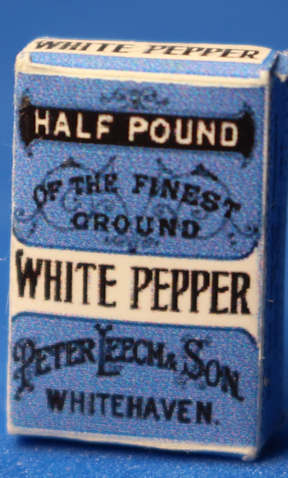 WHITE PEPPER
HALF POUND
OF THE FINEST
GROUND
WHITE PEPPER
PETER LEECH & SON
WHITEHAVEN.